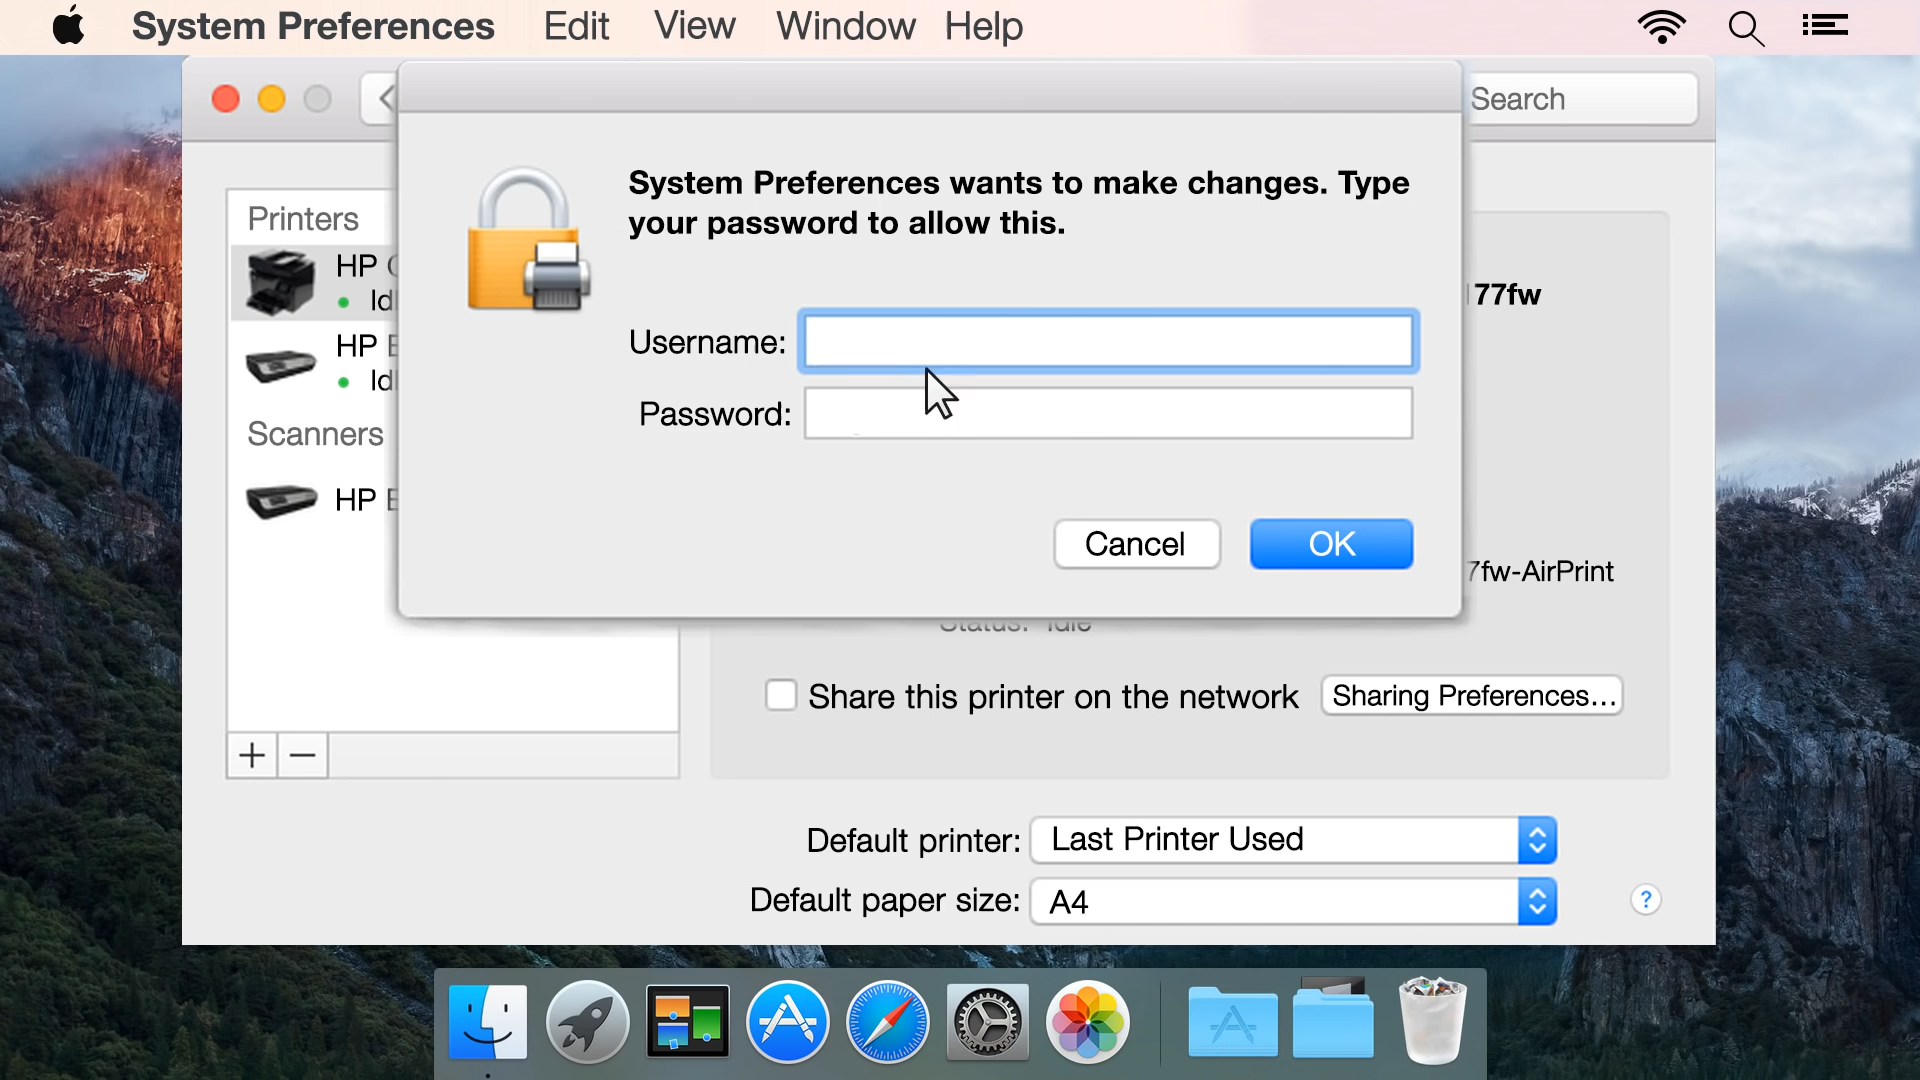 System Preferences Edit View Window Help
Search
System Preferences wants to make changes. Type
your password to allow this.
Printers
HP
HP
Scanners
HP
77fw
Username:
Password:
Cancel OK
7fw-AirPrint
Status: Idle
Share this printer on the network Sharing Preferences...
+ −
Default printer: Last Printer Used
Default paper size: A4
?